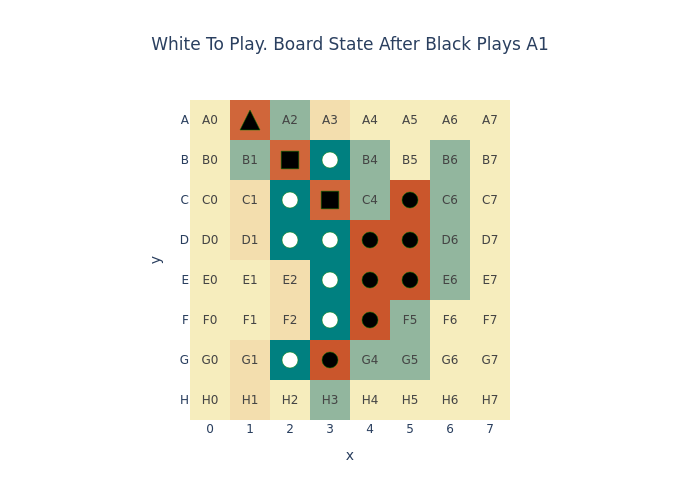 White To Play. Board State After Black Plays A1
A A0 A2 A3 A4 A5 A6 A7
B B0 B1 B4 B5 B6 B7
C C0 C1 C4 C6 C7
D D0 D1 D6 D7
E E0 E1 E2 E6 E7
F F0 F1 F2 F5 F6 F7
G G0 G1 G4 G5 G6 G7
H H0 H1 H2 H3 H4 H5 H6 H7
0 1 2 3 4 5 6 7
x
y